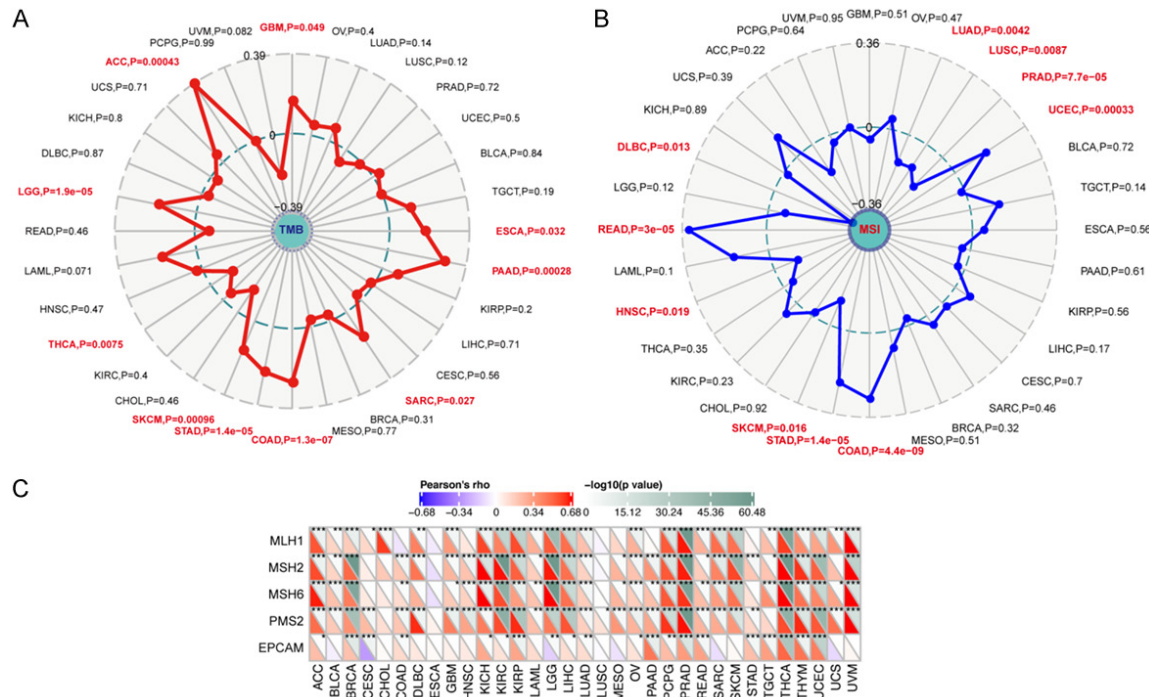 A
GBM,P=0.049
OV,P=0.4
LUAD,P=0.14
LUSC,P=0.12
PRAD,P=0.72
UCEC,P=0.5
BLCA,P=0.84
TGCT,P=0.19
ESCA,P=0.032
PAAD,P=0.00028
KIRP,P=0.2
LIHC,P=0.71
CESC,P=0.56
SARC,P=0.027
BRCA,P=0.31
MESO,P=0.77
COAD,P=1.3e−07
STAD,P=1.4e−05
SKCM,P=0.00096
CHOL,P=0.46
KIRC,P=0.4
THCA,P=0.0075
HNSC,P=0.47
LAML,P=0.071
READ,P=0.46
LGG,P=1.9e−05
DLBC,P=0.87
KICH,P=0.8
UCS,P=0.71
ACC,P=0.00043
PCPG,P=0.99
UVM,P=0.082
0.39
0
−0.39
TMB
B
GBM,P=0.51
OV,P=0.47
LUAD,P=0.0042
LUSC,P=0.0087
PRAD,P=7.7e−05
UCEC,P=0.00033
BLCA,P=0.72
TGCT,P=0.14
ESCA,P=0.56
PAAD,P=0.61
KIRP,P=0.56
LIHC,P=0.17
CESC,P=0.7
SARC,P=0.46
BRCA,P=0.32
MESO,P=0.51
COAD,P=4.4e−09
STAD,P=1.4e−05
SKCM,P=0.016
CHOL,P=0.92
KIRC,P=0.23
THCA,P=0.35
HNSC,P=0.019
LAML,P=0.1
READ,P=3e−05
LGG,P=0.12
DLBC,P=0.013
KICH,P=0.89
UCS,P=0.39
ACC,P=0.22
PCPG,P=0.64
UVM,P=0.95
0.36
0
−0.36
MSI
C
Pearson's rho
−0.68 −0.34 0 0.34 0.68
−log10(p value)
15.12 30.24 45.36 60.48
MLH1
MSH2
MSH6
PMS2
EPCAM
ACC
BLCA
BRCA
CESC
CHOL
COAD
DLBC
ESCA
GBM
HNSC
KICH
KIRC
KIRP
LAML
LGG
LIHC
LUAD
LUSC
MESO
OV
PAAD
PCPG
PRAD
READ
SARC
SKCM
STAD
TGCT
THCA
THYM
UCEC
UCS
UVM